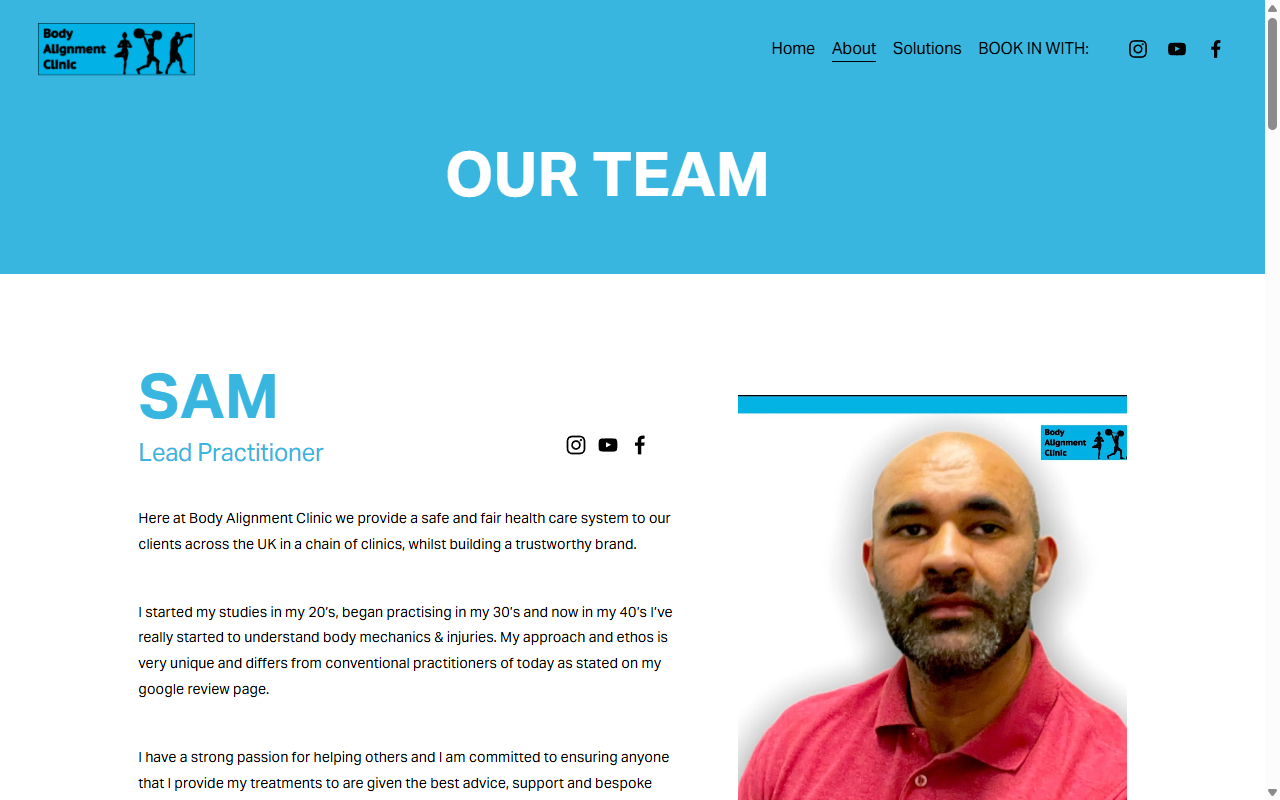 Body
Alignment
Clinic
Home About Solutions BOOK IN WITH:
OUR TEAM
SAM
Lead Practitioner
Here at Body Alignment Clinic we provide a safe and fair health care system to our
clients across the UK in a chain of clinics, whilst building a trustworthy brand.
I started my studies in my 20’s, began practising in my 30’s and now in my 40’s I’ve
really started to understand body mechanics & injuries. My approach and ethos is
very unique and differs from conventional practitioners of today as stated on my
google review page.
I have a strong passion for helping others and I am committed to ensuring anyone
that I provide my treatments to are given the best advice, support and bespoke
Body
Alignment
Clinic